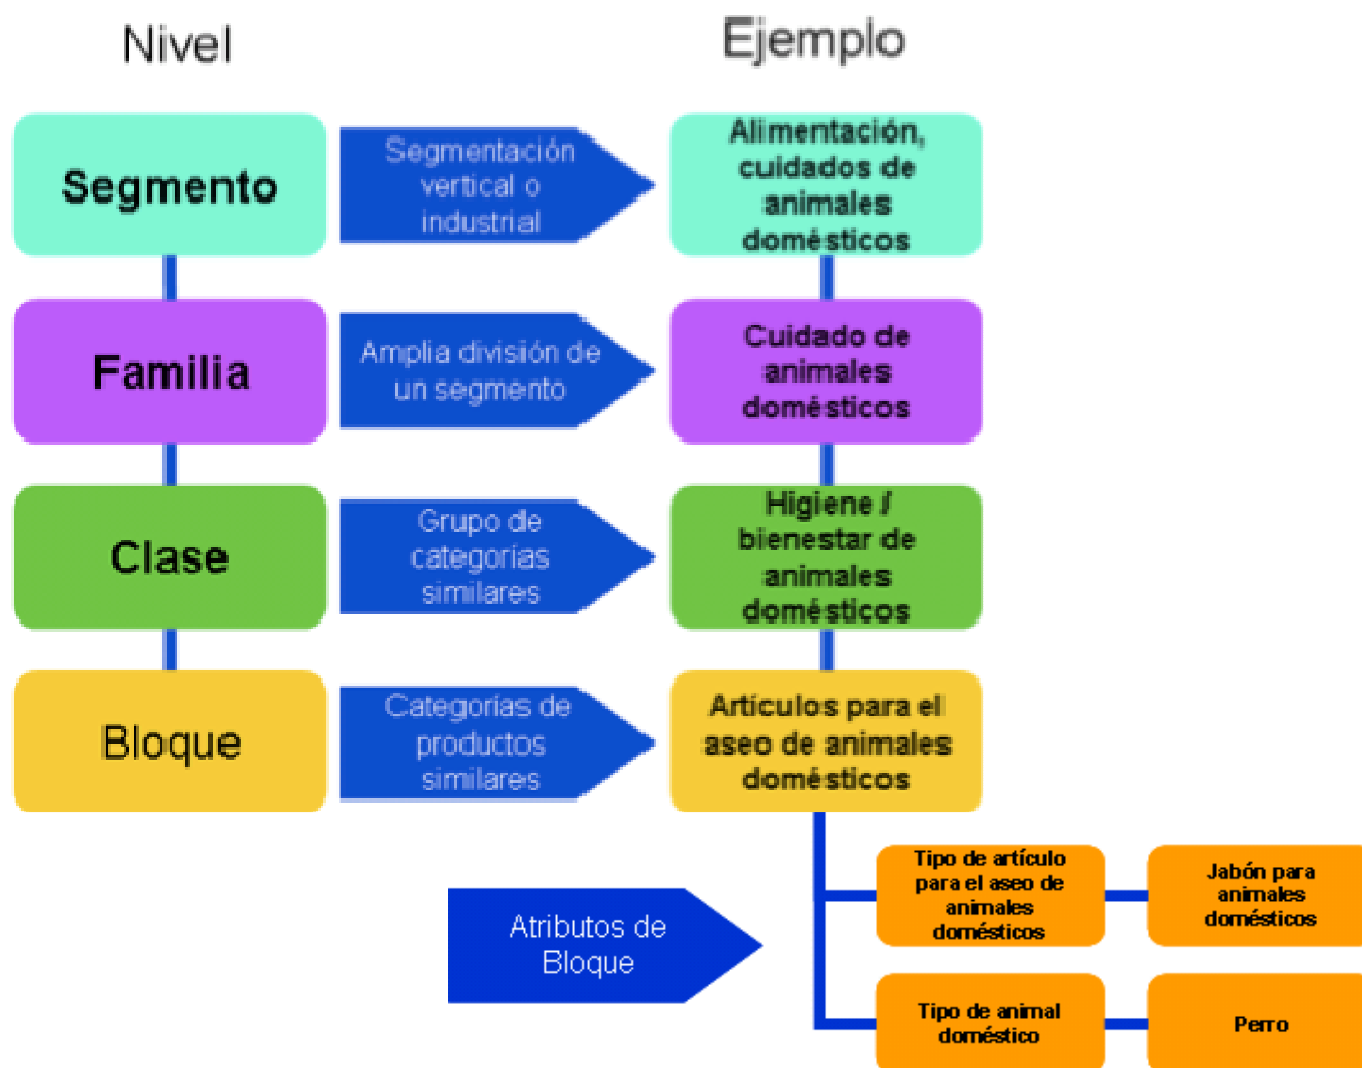 Nivel
Ejemplo
Segmento
Segmentación
vertical o
industrial
Alimentación,
cuidados de
animales
domésticos
Familia
Amplia división de
un segmento
Cuidado de
animales
domésticos
Clase
Grupo de
categorías
similares
Higiene /
bienestar de
animales
domésticos
Bloque
Categorías de
productos
similares
Artículos para el
aseo de animales
domésticos
Atributos de
Bloque
Tipo de artículo
para el aseo de
animales
domésticos
Jabón para
animales
domésticos
Tipo de animal
doméstico
Perro